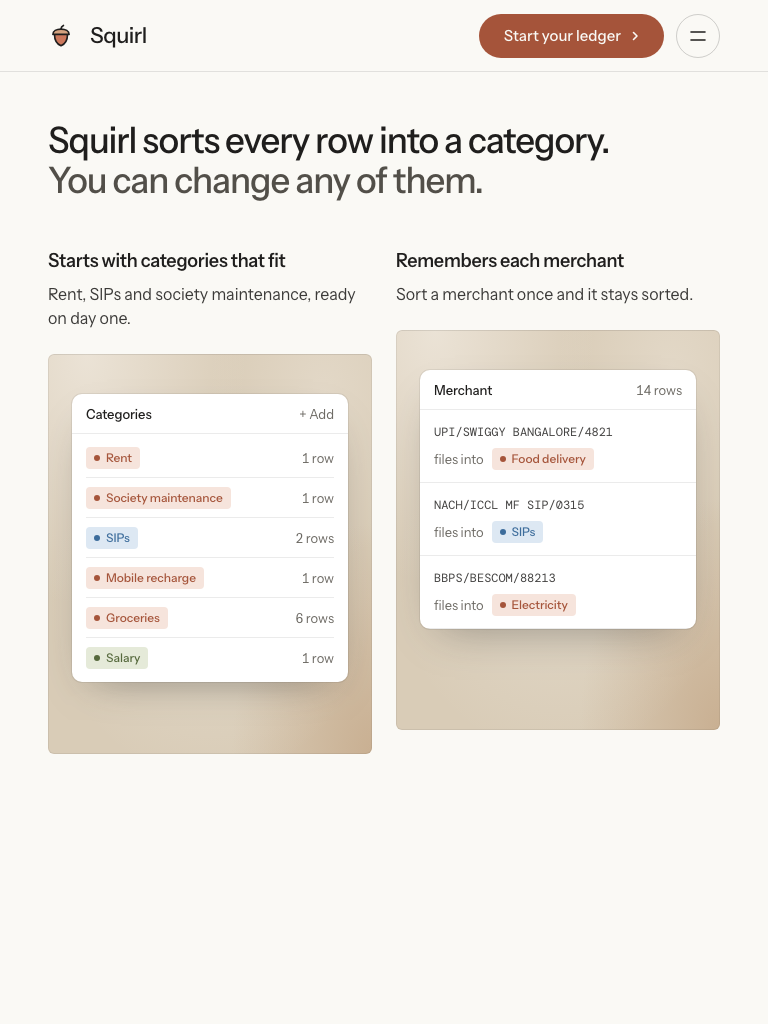 Squirl
Start your ledger
Squirl sorts every row into a category.
You can change any of them.
Starts with categories that fit
Rent, SIPs and society maintenance, ready
on day one.
Categories
+ Add
Rent
1 row
Society maintenance
1 row
SIPs
2 rows
Mobile recharge
1 row
Groceries
6 rows
Salary
1 row
Remembers each merchant
Sort a merchant once and it stays sorted.
Merchant
14 rows
UPI/SWIGGY BANGALORE/4821
files into Food delivery
NACH/ICCL MF SIP/0315
files into SIPs
BBPS/BESCOM/88213
files into Electricity